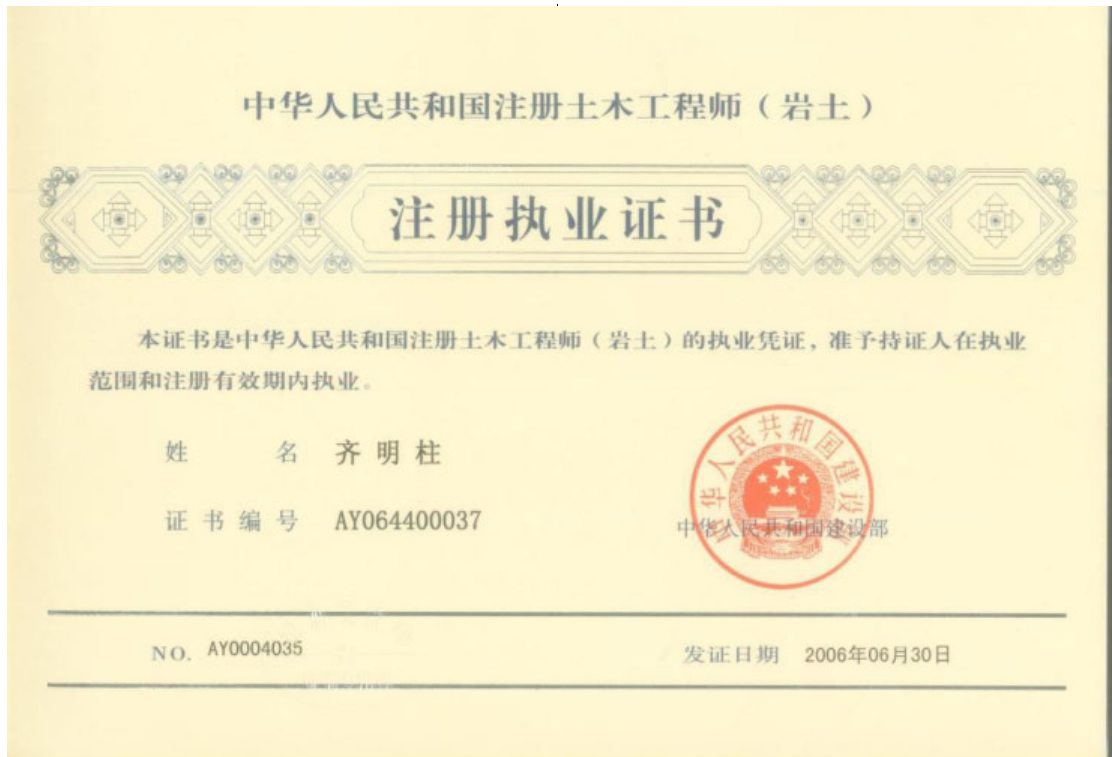 中华人民共和国注册土木工程师（岩土）
注册执业证书
本证书是中华人民共和国注册土木工程师（岩土）的执业凭证，准予持证人在执业
范围和注册有效期内执业。
姓 名 齐明柱
证书编号 AY064400037
中华人民共和国建设部
中华人民共和国建设部
NO. AY0004035
发证日期 2006年06月30日